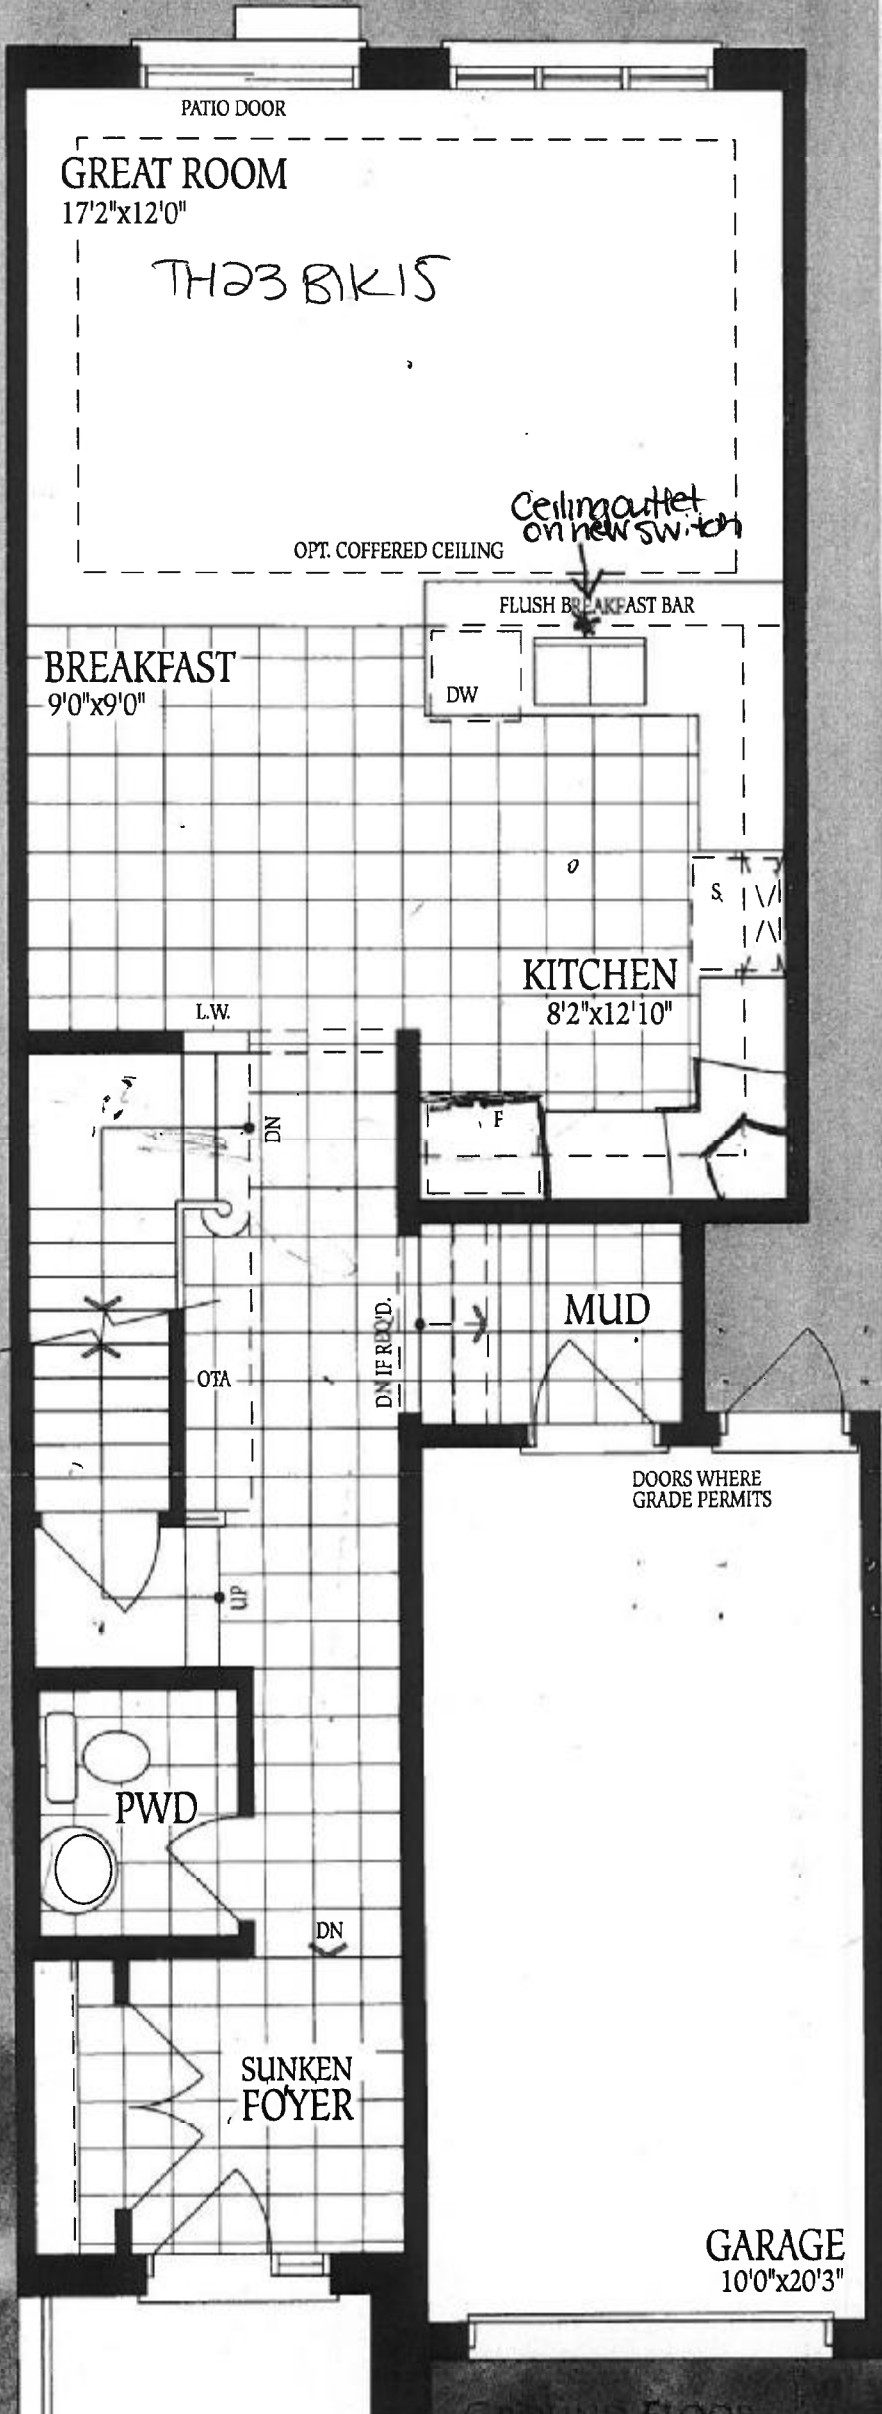 PATIO DOOR
GREAT ROOM
17'2"x12'0"
TH23 BlK15
Ceiling outlet
on new switch
OPT. COFFERED CEILING
FLUSH BREAKFAST BAR
BREAKFAST
9'0"x9'0"
DW
S
KITCHEN
8'2"x12'10"
L.W.
F
DN
MUD
DN IF REQ'D.
OTA
DOORS WHERE
GRADE PERMITS
UP
PWD
DN
SUNKEN
FOYER
GARAGE
10'0"x20'3"